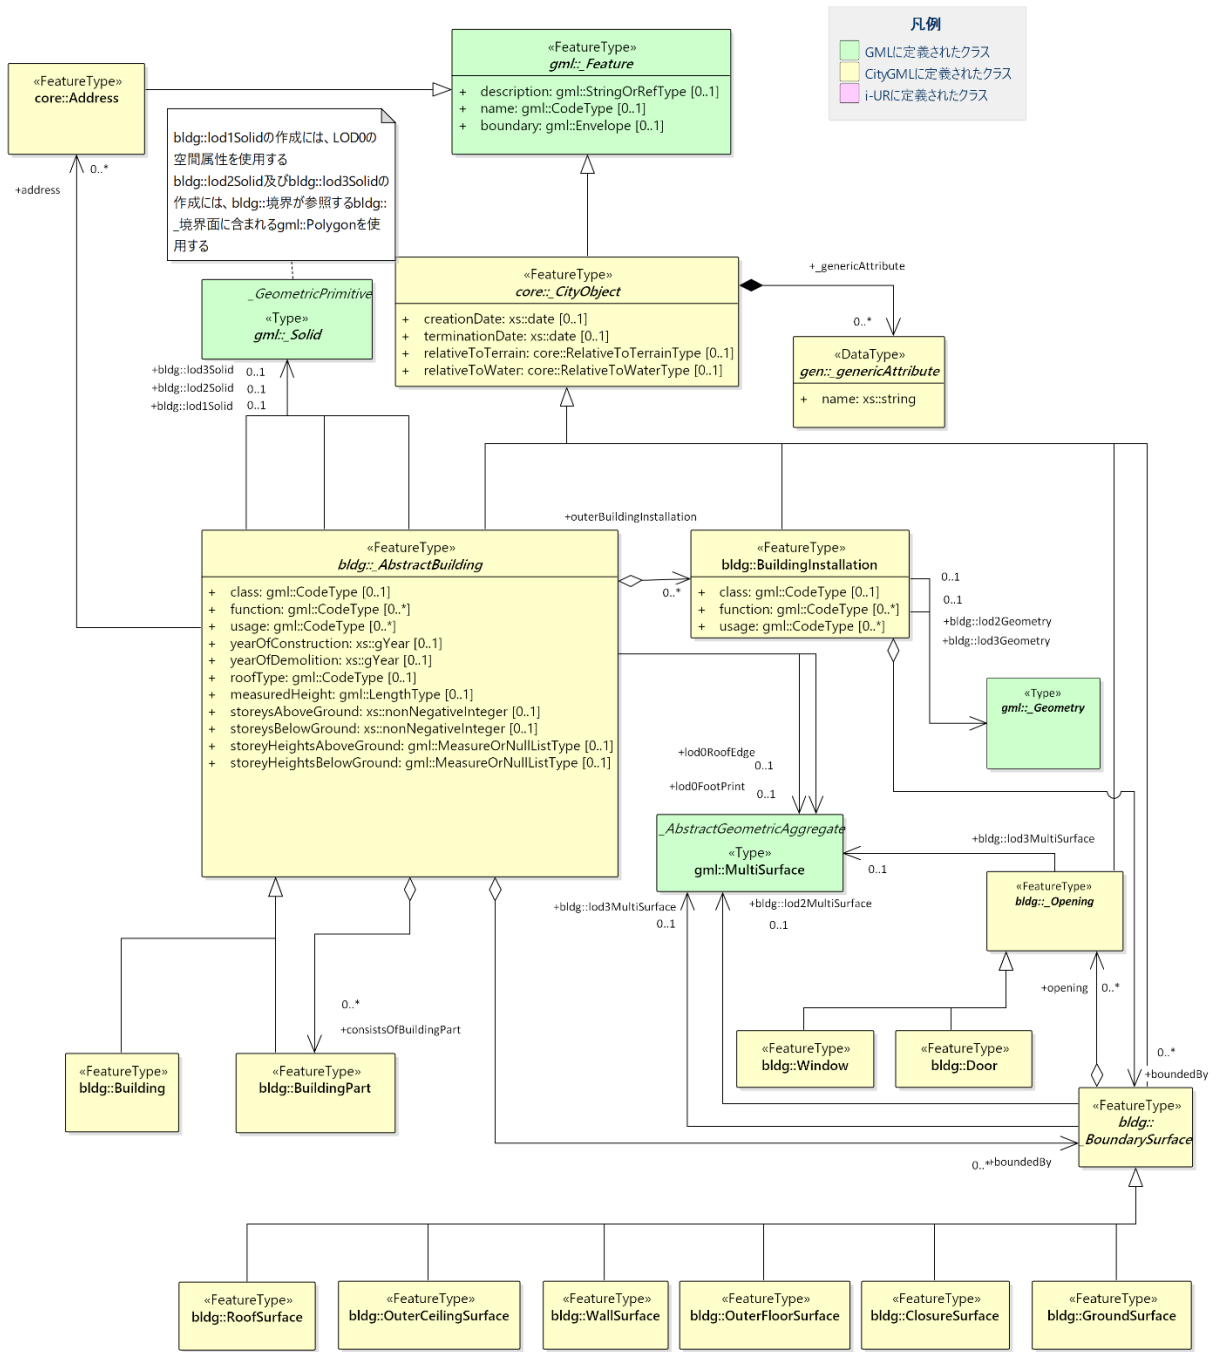 凡例
GMLに定義されたクラス
CityGMLに定義されたクラス
i-URに定義されたクラス
«FeatureType»
gml::_Feature
+ description: gml::StringOrRefType [0..1]
+ name: gml::CodeType [0..1]
+ boundary: gml::Envelope [0..1]
«FeatureType»
core::Address
0..*
+address
bldg::lod1Solidの作成には、LOD0の
空間属性を使用する
bldg::lod2Solid及びbldg::lod3Solidの
作成には、bldg::境界が参照するbldg::
_境界面に含まれるgml::Polygonを使
用する
_GeometricPrimitive
«Type»
gml::_Solid
+bldg::lod3Solid 0..1
+bldg::lod2Solid 0..1
+bldg::lod1Solid 0..1
«FeatureType»
core::_CityObject
+ creationDate: xs::date [0..1]
+ terminationDate: xs::date [0..1]
+ relativeToTerrain: core::RelativeToTerrainType [0..1]
+ relativeToWater: core::RelativeToWaterType [0..1]
+_genericAttribute
0..*
«DataType»
gen::_genericAttribute
+ name: xs::string
«FeatureType»
bldg::_AbstractBuilding
+ class: gml::CodeType [0..1]
+ function: gml::CodeType [0..*]
+ usage: gml::CodeType [0..*]
+ yearOfConstruction: xs::gYear [0..1]
+ yearOfDemolition: xs::gYear [0..1]
+ roofType: gml::CodeType [0..1]
+ measuredHeight: gml::LengthType [0..1]
+ storeysAboveGround: xs::nonNegativeInteger [0..1]
+ storeysBelowGround: xs::nonNegativeInteger [0..1]
+ storeyHeightsAboveGround: gml::MeasureOrNullListType [0..1]
+ storeyHeightsBelowGround: gml::MeasureOrNullListType [0..1]
+outerBuildingInstallation
0..*
«FeatureType»
bldg::BuildingInstallation
+ class: gml::CodeType [0..1]
+ function: gml::CodeType [0..*]
+ usage: gml::CodeType [0..*]
0..1
0..1
+bldg::lod2Geometry
+bldg::lod3Geometry
«Type»
gml::_Geometry
+lod0RoofEdge
0..1
+lod0FootPrint
0..1
_AbstractGeometricAggregate
«Type»
gml::MultiSurface
+bldg::lod3MultiSurface
0..1
«FeatureType»
bldg::_Opening
+bldg::lod3MultiSurface
0..1
+bldg::lod2MultiSurface
0..1
+opening 0..*
0..*
+consistsOfBuildingPart
«FeatureType»
bldg::Building
«FeatureType»
bldg::BuildingPart
«FeatureType»
bldg::Window
«FeatureType»
bldg::Door
0..*
+boundedBy
«FeatureType»
bldg::
_BoundarySurface
0..*
+boundedBy
«FeatureType»
bldg::RoofSurface
«FeatureType»
bldg::OuterCeilingSurface
«FeatureType»
bldg::WallSurface
«FeatureType»
bldg::OuterFloorSurface
«FeatureType»
bldg::ClosureSurface
«FeatureType»
bldg::GroundSurface